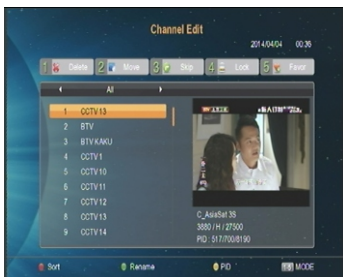 Channel Edit
2014/04/04 00:35
1 Delete 2 Move 3 Skip 4 Lock 5 Favor
All
1 CCTV 13
2 BTV
3 BTV KAKU
4 CCTV 1
5 CCTV 10
6 CCTV 11
7 CCTV 12
8 CCTV 13
9 CCTV 14
C_AsiaSat 3S
3880 / H / 27500
PID : 517/700/8190
Sort Rename PID MODE